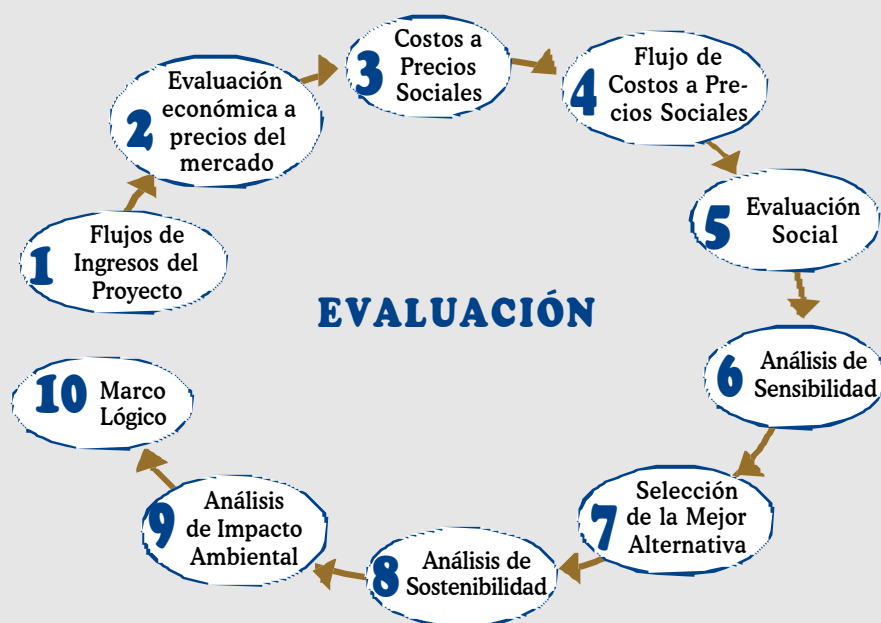 1 Flujos de
Ingresos del
Proyecto
2 Evaluación
económica a
precios del
mercado
3 Costos a
Precios
Sociales
4 Flujo de
Costos a Pre-
cios Sociales
5 Evaluación
Social
EVALUACIÓN
6 Análisis de
Sensibilidad
7 Selección
de la Mejor
Alternativa
8 Análisis de
Sostenibilidad
9 Análisis
de Impacto
Ambiental
10 Marco
Lógico